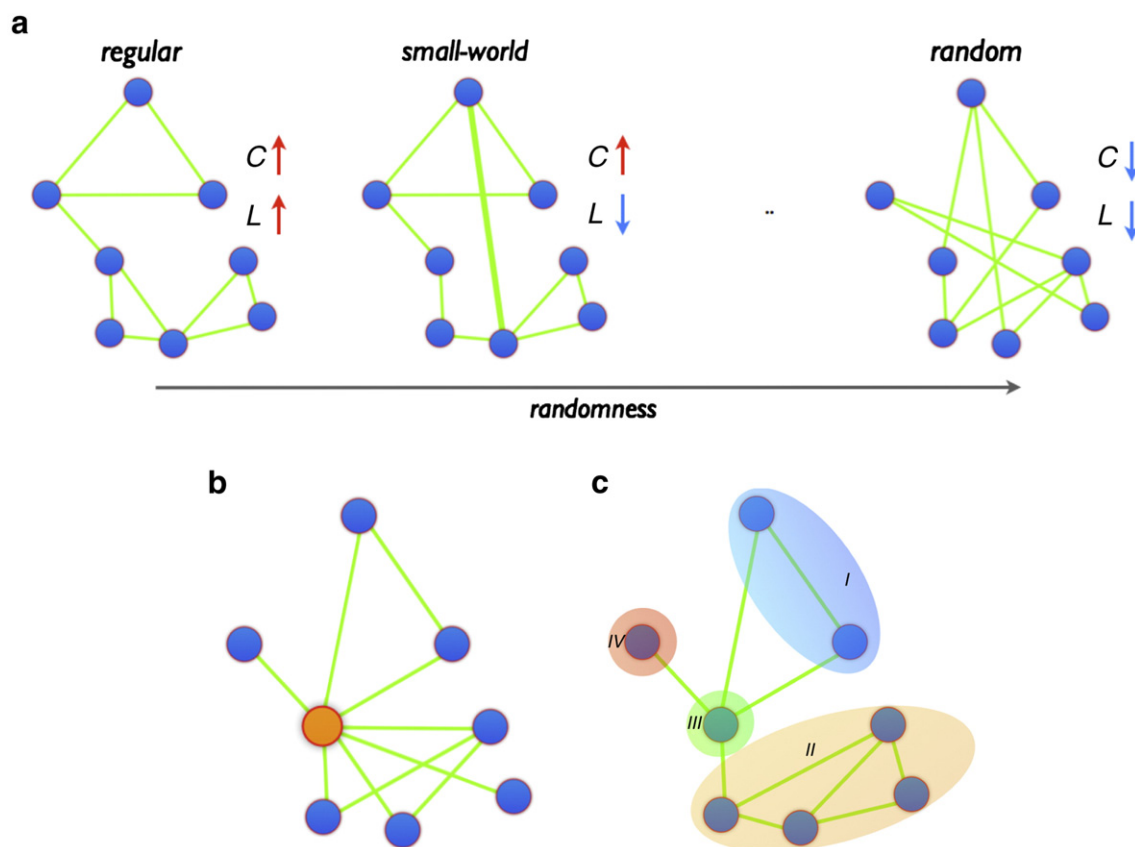 a
regular
small-world
random
C
L
C
L
..
C
L
randomness
b
c
I
IV
III
II